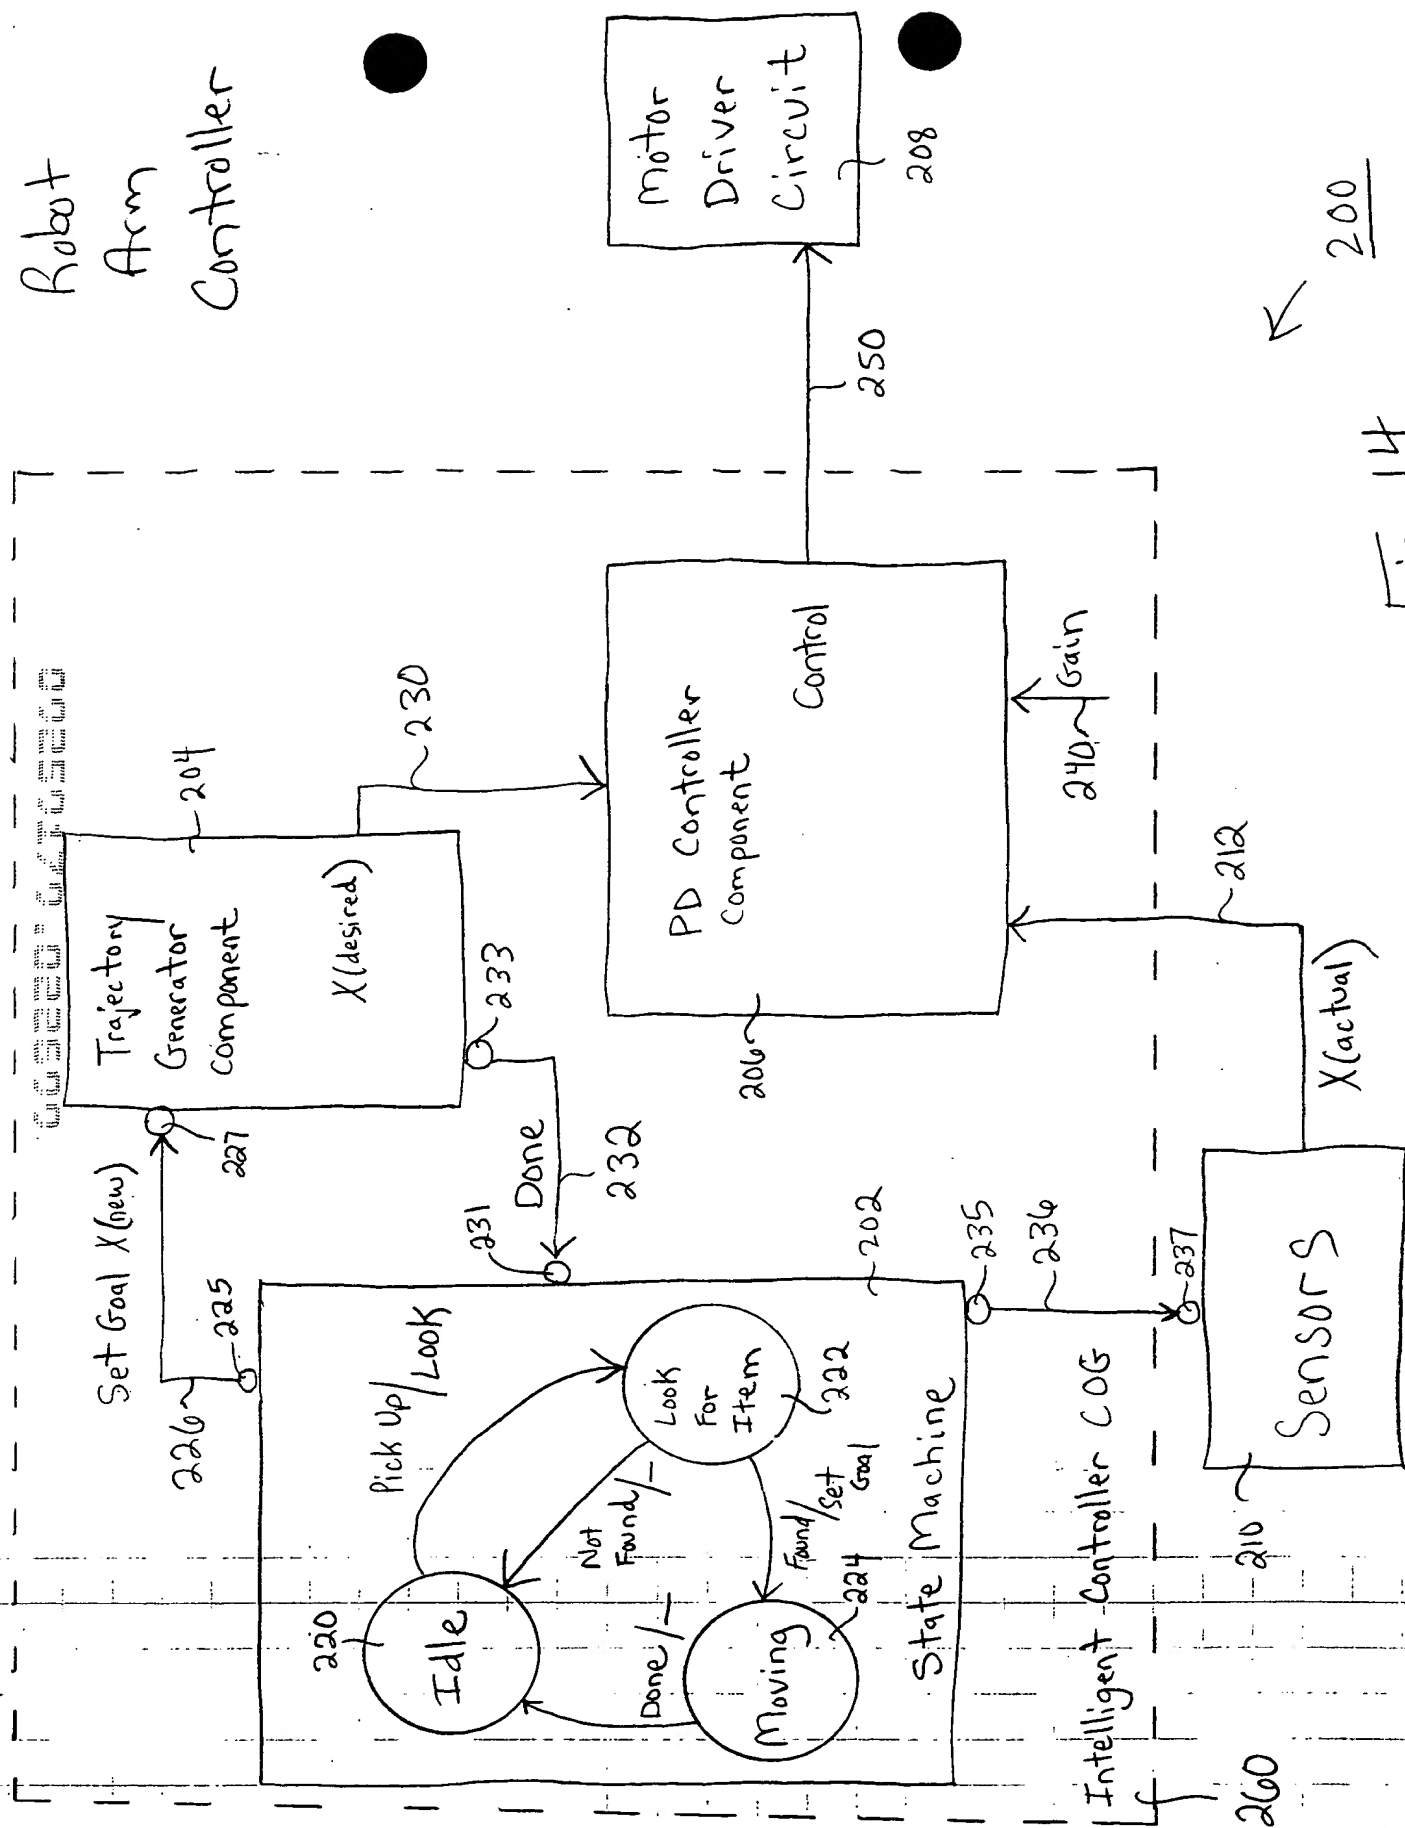 Robot
Arm
Controller
Set Goal X(new)
226
225
227
Trajectory
Generator
Component
X(desired)
204
230
233
Done
232
231
Pick Up/Look
220
Idle
Not
Found/-
Look
For
Item
222
Done/-
Found/Set
Goal
Moving
224
State Machine
202
PD Controller
Component
Control
206
Gain
240
250
Motor
Driver
Circuit
208
235
236
237
Intelligent Controller COG
260
210
Sensors
X(actual)
212
200
14